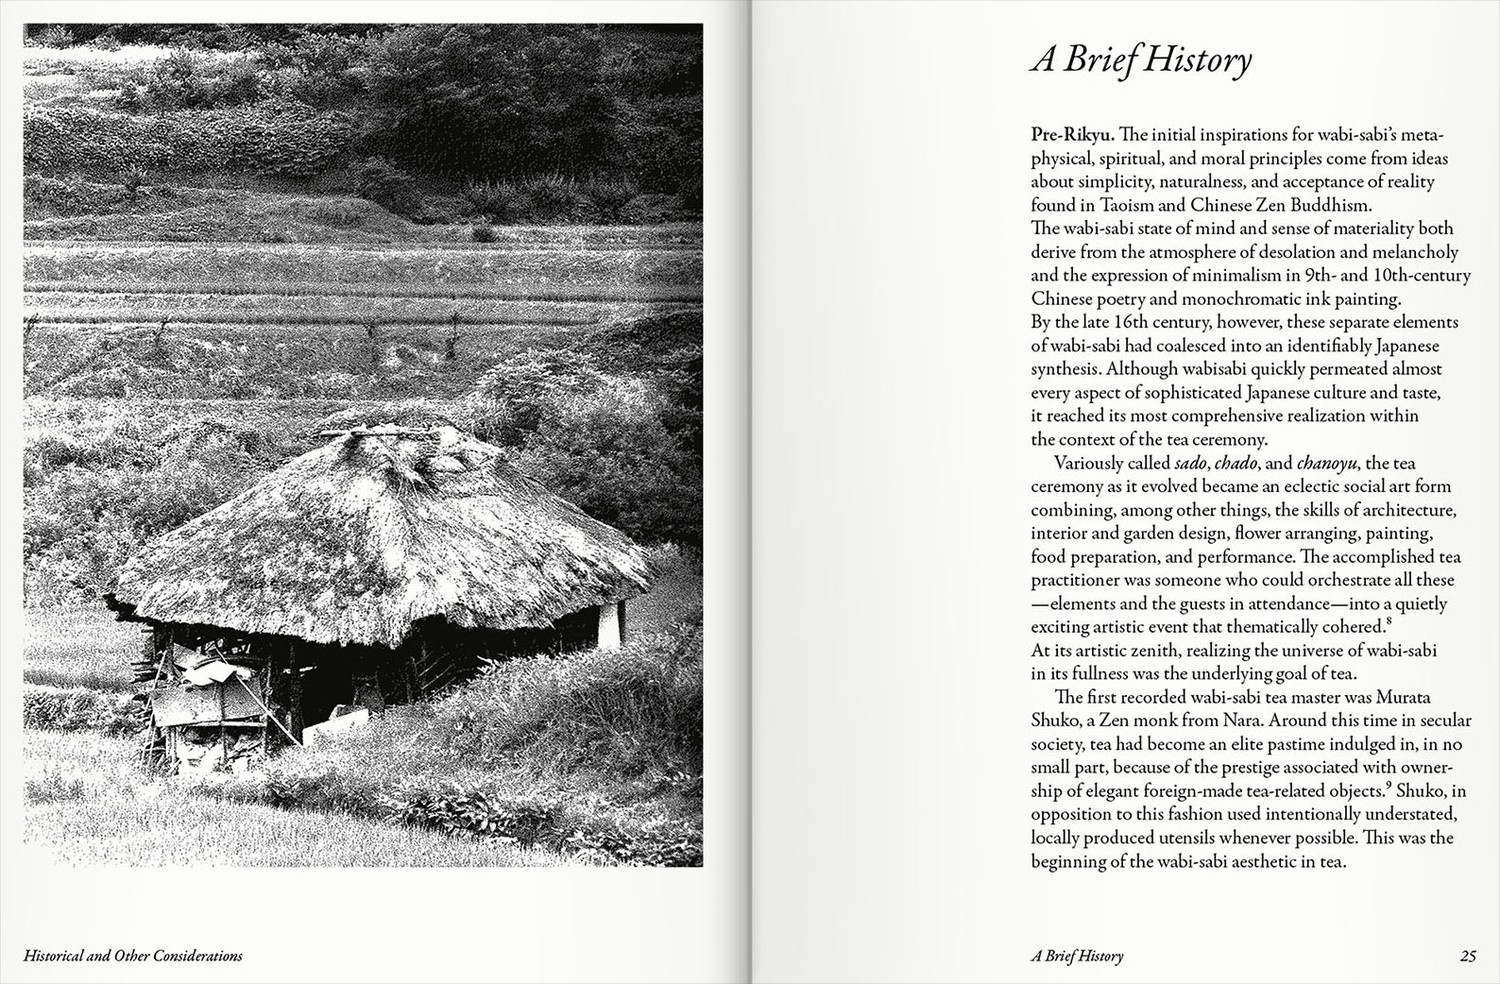 Historical and Other Considerations
A Brief History
Pre-Rikyu. The initial inspirations for wabi-sabi’s meta-
physical, spiritual, and moral principles come from ideas
about simplicity, naturalness, and acceptance of reality
found in Taoism and Chinese Zen Buddhism.
The wabi-sabi state of mind and sense of materiality both
derive from the atmosphere of desolation and melancholy
and the expression of minimalism in 9th- and 10th-century
Chinese poetry and monochromatic ink painting.
By the late 16th century, however, these separate elements
of wabi-sabi had coalesced into an identifiably Japanese
synthesis. Although wabisabi quickly permeated almost
every aspect of sophisticated Japanese culture and taste,
it reached its most comprehensive realization within
the context of the tea ceremony.
Variously called sado, chado, and chanoyu, the tea
ceremony as it evolved became an eclectic social art form
combining, among other things, the skills of architecture,
interior and garden design, flower arranging, painting,
food preparation, and performance. The accomplished tea
practitioner was someone who could orchestrate all these
—elements and the guests in attendance—into a quietly
exciting artistic event that thematically cohered.⁸
At its artistic zenith, realizing the universe of wabi-sabi
in its fullness was the underlying goal of tea.
The first recorded wabi-sabi tea master was Murata
Shuko, a Zen monk from Nara. Around this time in secular
society, tea had become an elite pastime indulged in, in no
small part, because of the prestige associated with owner-
ship of elegant foreign-made tea-related objects.⁹ Shuko, in
opposition to this fashion used intentionally understated,
locally produced utensils whenever possible. This was the
beginning of the wabi-sabi aesthetic in tea.
A Brief History
25